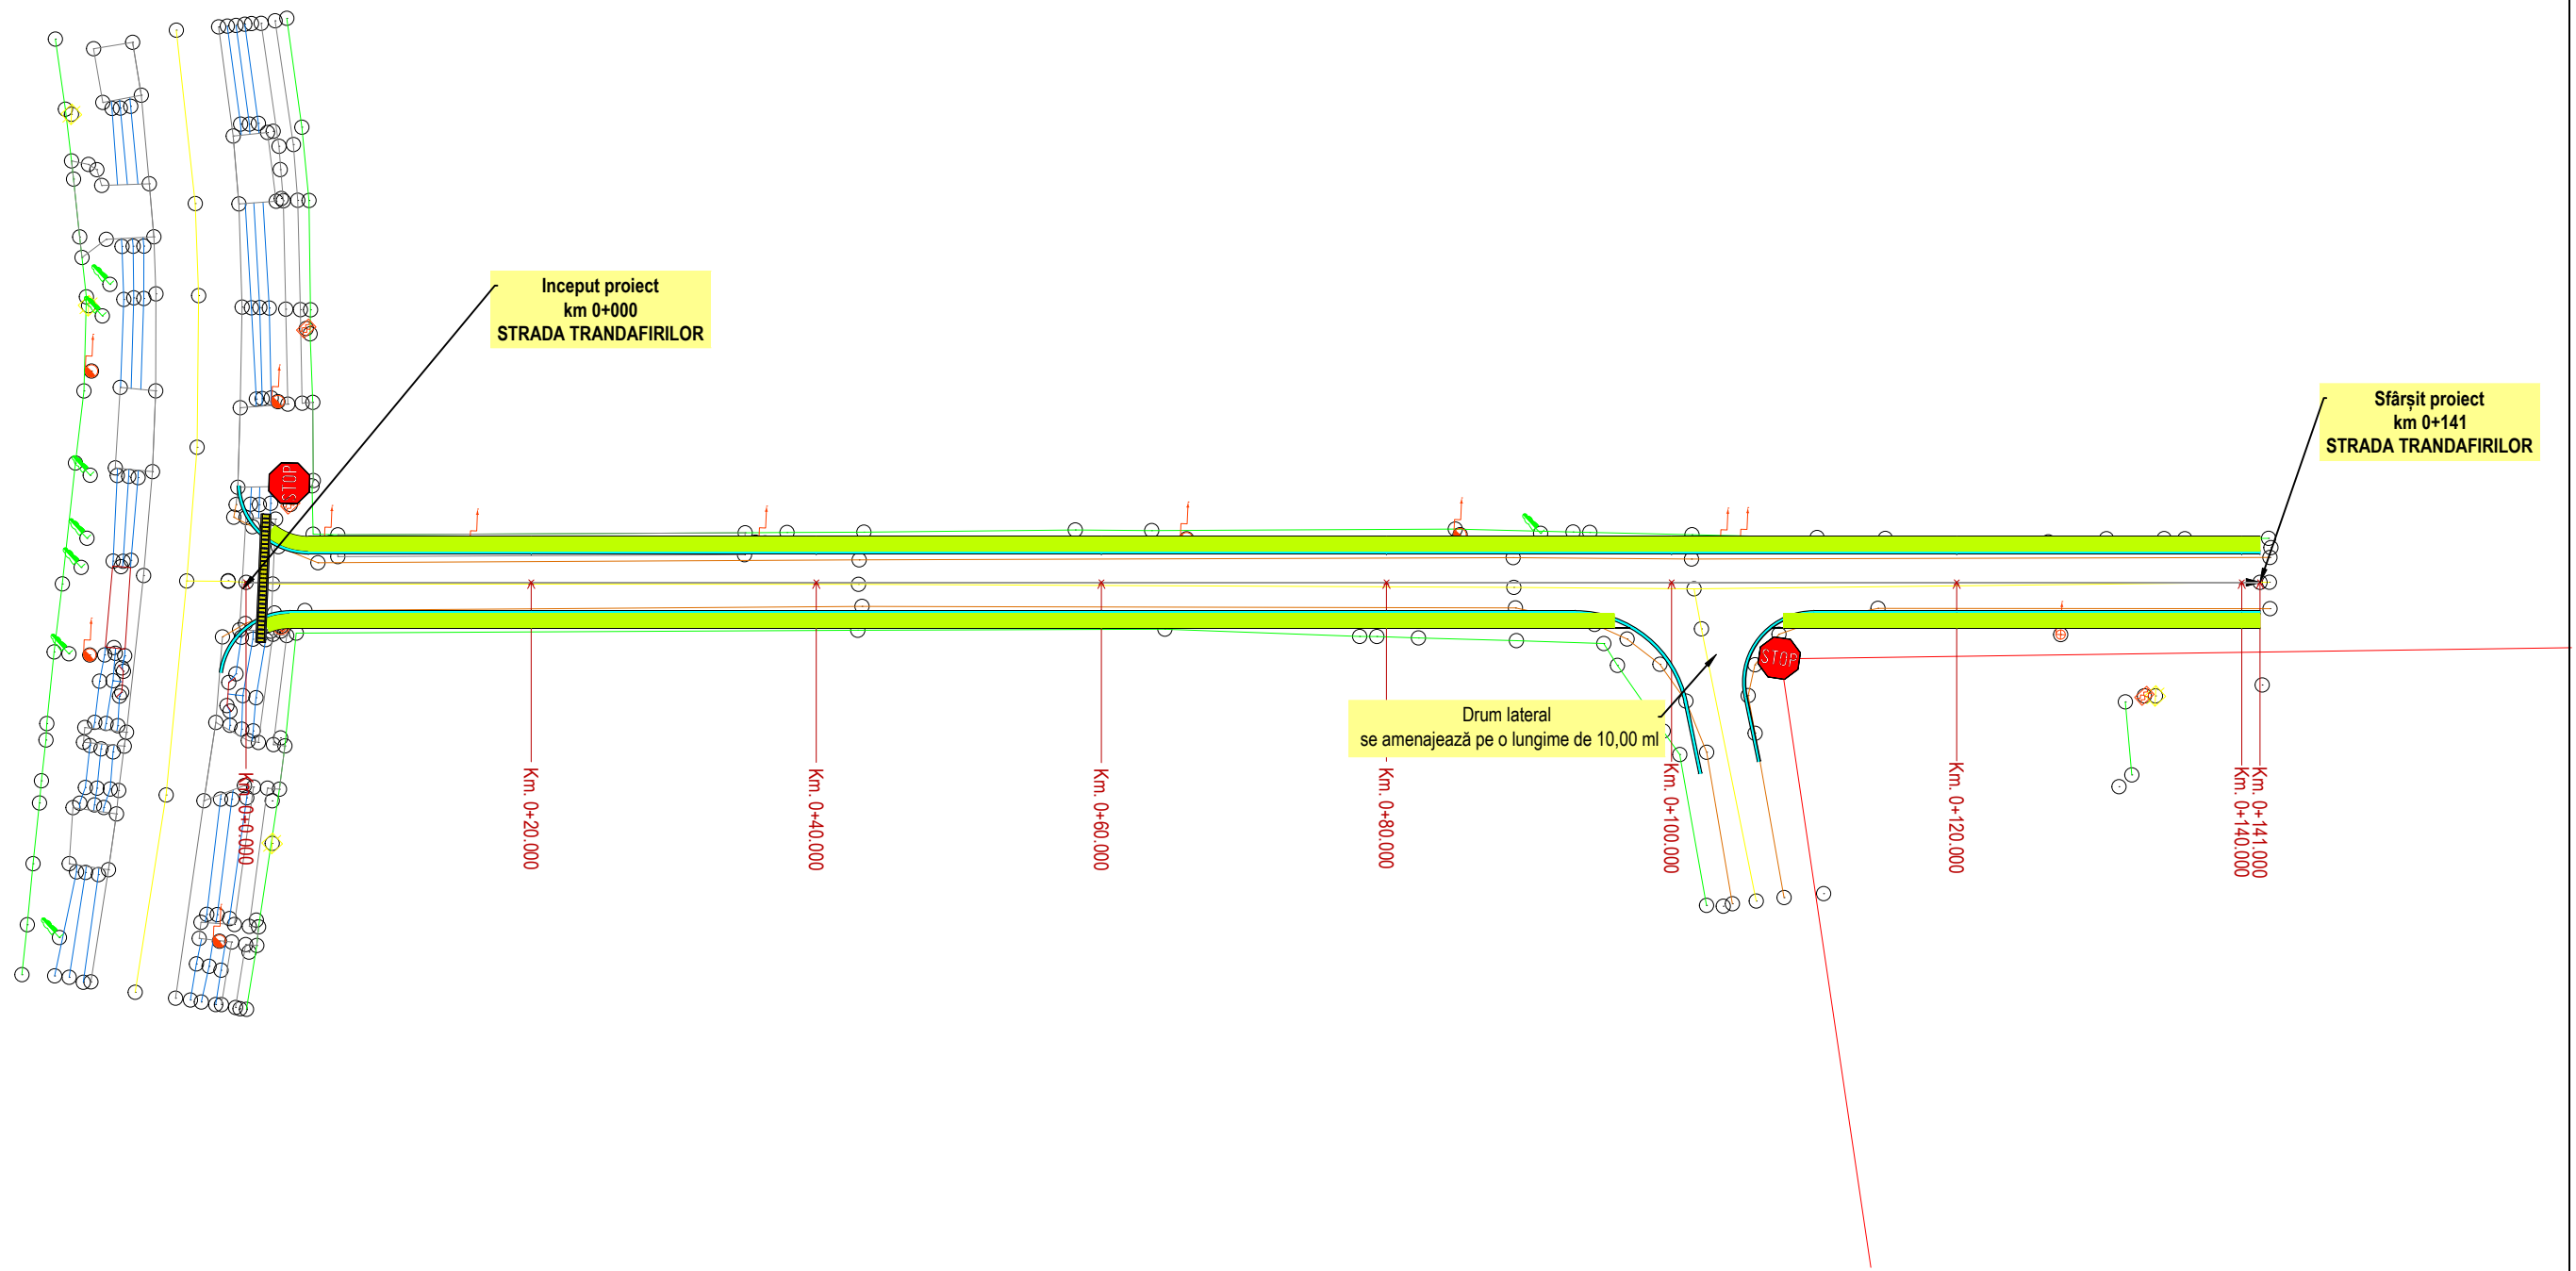 Inceput proiect
km 0+000
STRADA TRANDAFIRILOR
Sfârșit proiect
km 0+141
STRADA TRANDAFIRILOR
STOP
STOP
Drum lateral
se amenajează pe o lungime de 10,00 ml
Km. 0+0.000
Km. 0+20.000
Km. 0+40.000
Km. 0+60.000
Km. 0+80.000
Km. 0+100.000
Km. 0+120.000
Km. 0+140.000
Km. 0+141.000